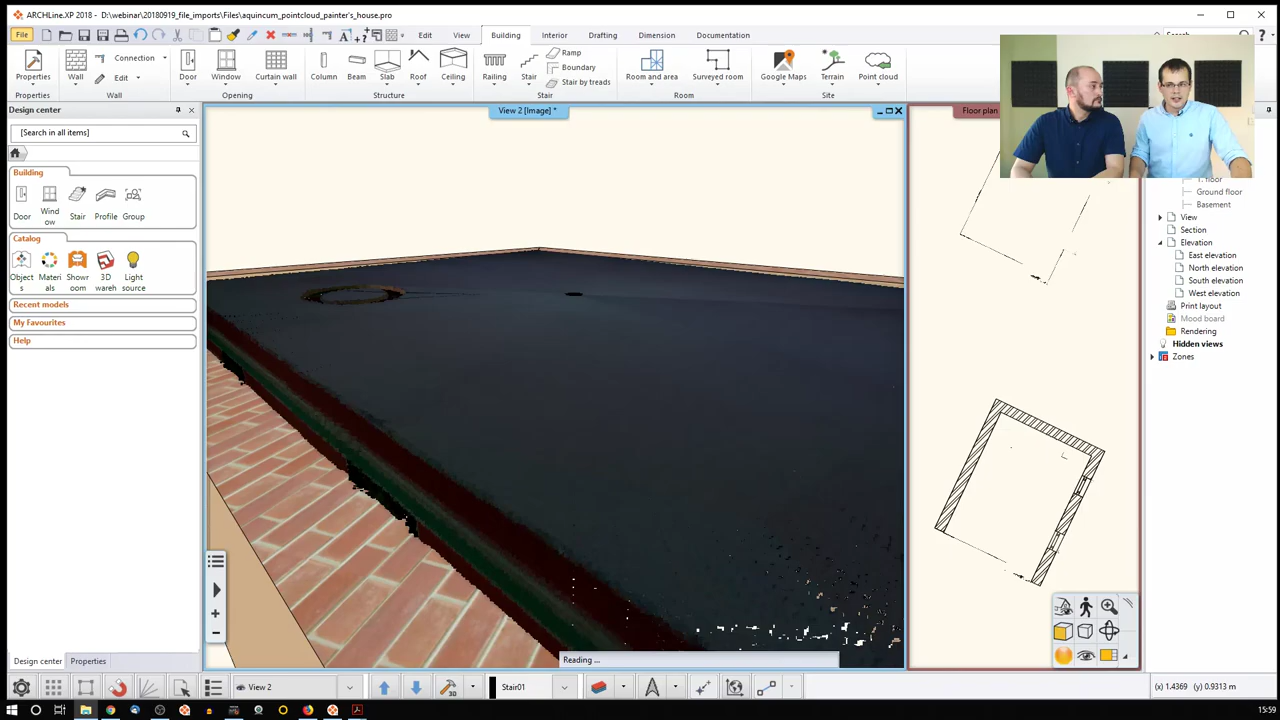 ARCHLine.XP 2018 - D:\webinar\20180919_file_imports\Files\aquincum_pointcloud_painter's_house.pro
File
Edit
View
Building
Interior
Drafting
Dimension
Documentation
Properties
Wall
Connection
Edit
Door
Window
Curtain wall
Column
Beam
Slab
Roof
Ceiling
Railing
Stair
Ramp
Boundary
Stair by treads
Room and area
Surveyed room
Google Maps
Terrain
Point cloud
Properties
Wall
Opening
Structure
Stair
Room
Site
Design center
[Search in all items]
Building
Door
Wind
ow
Stair
Profile
Group
Catalog
Object
s
Materi
als
Showr
oom
3D
wareh
Light
source
Recent models
My Favourites
Help
View 2 [Image] *
Floor plan
Ground floor
Basement
View
Section
Elevation
East elevation
North elevation
South elevation
West elevation
Print layout
Mood board
Rendering
Hidden views
Zones
Reading ...
Design center
Properties
View 2
Stair01
(x) 1.4369 (y) 0.9313 m
15:59